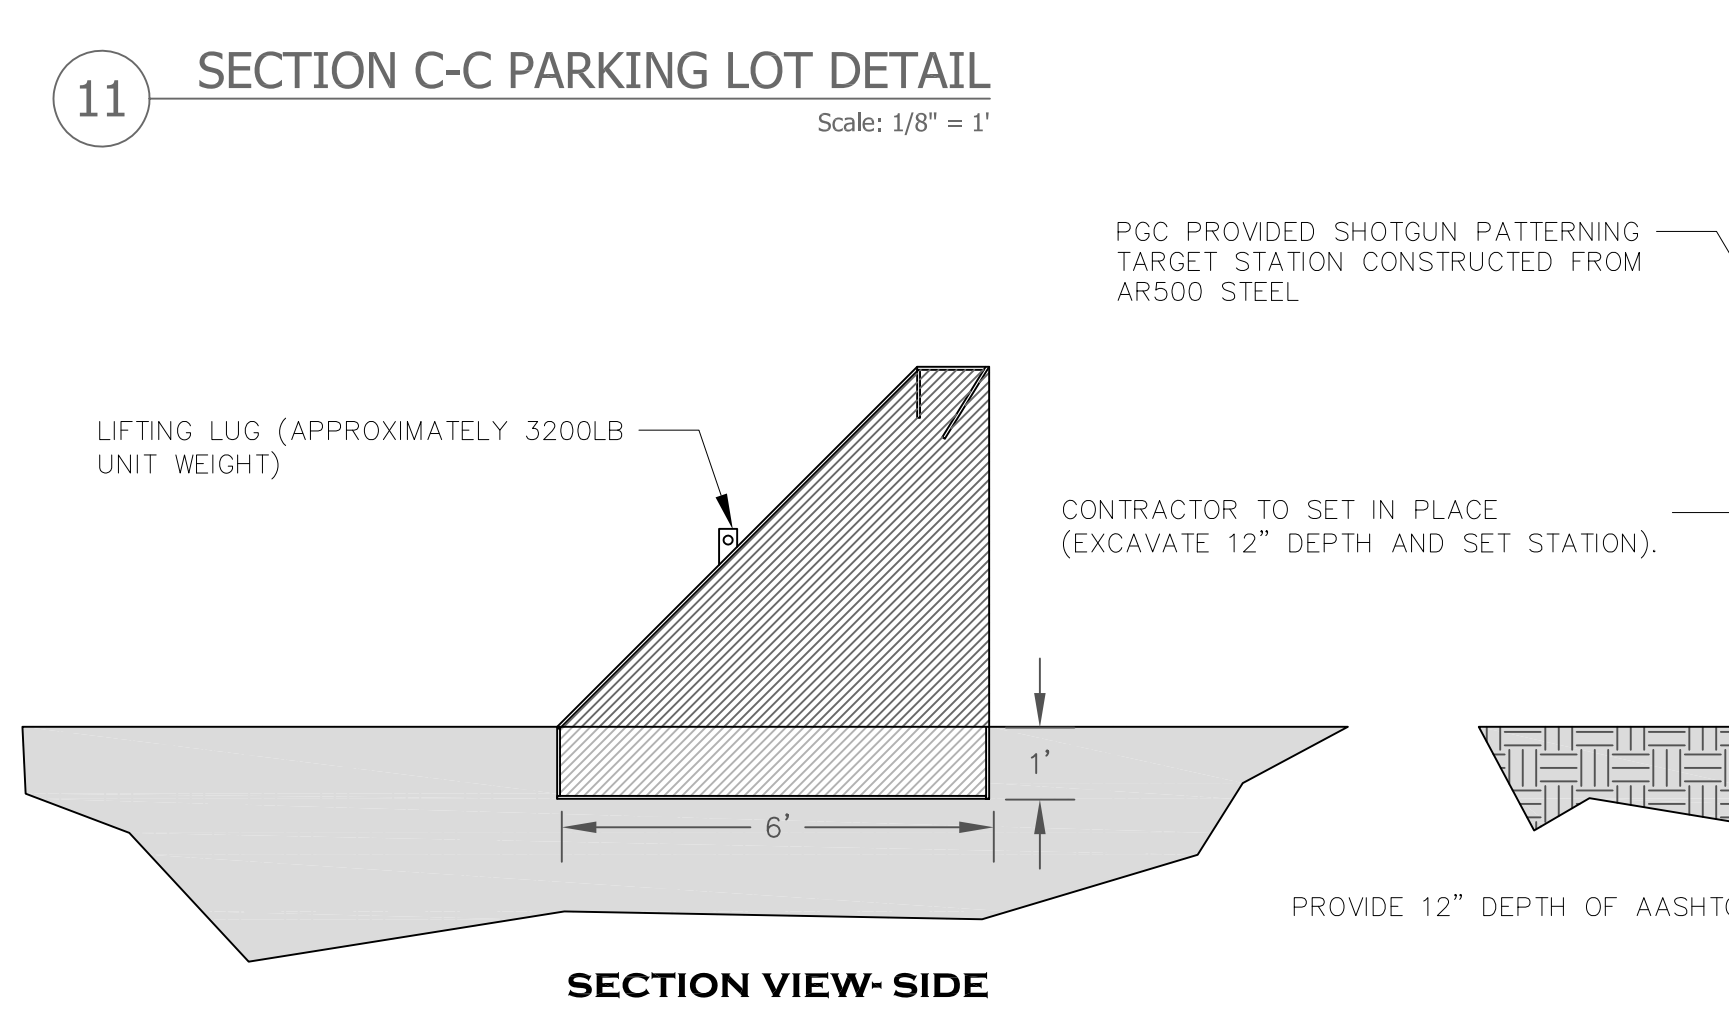 11
SECTION C-C PARKING LOT DETAIL
Scale: 1/8" = 1'
PGC PROVIDED SHOTGUN PATTERNING
TARGET STATION CONSTRUCTED FROM
AR500 STEEL
LIFTING LUG (APPROXIMATELY 3200LB
UNIT WEIGHT)
CONTRACTOR TO SET IN PLACE
(EXCAVATE 12” DEPTH AND SET STATION).
1’
6’
PROVIDE 12” DEPTH OF AASHTO
SECTION VIEW- SIDE